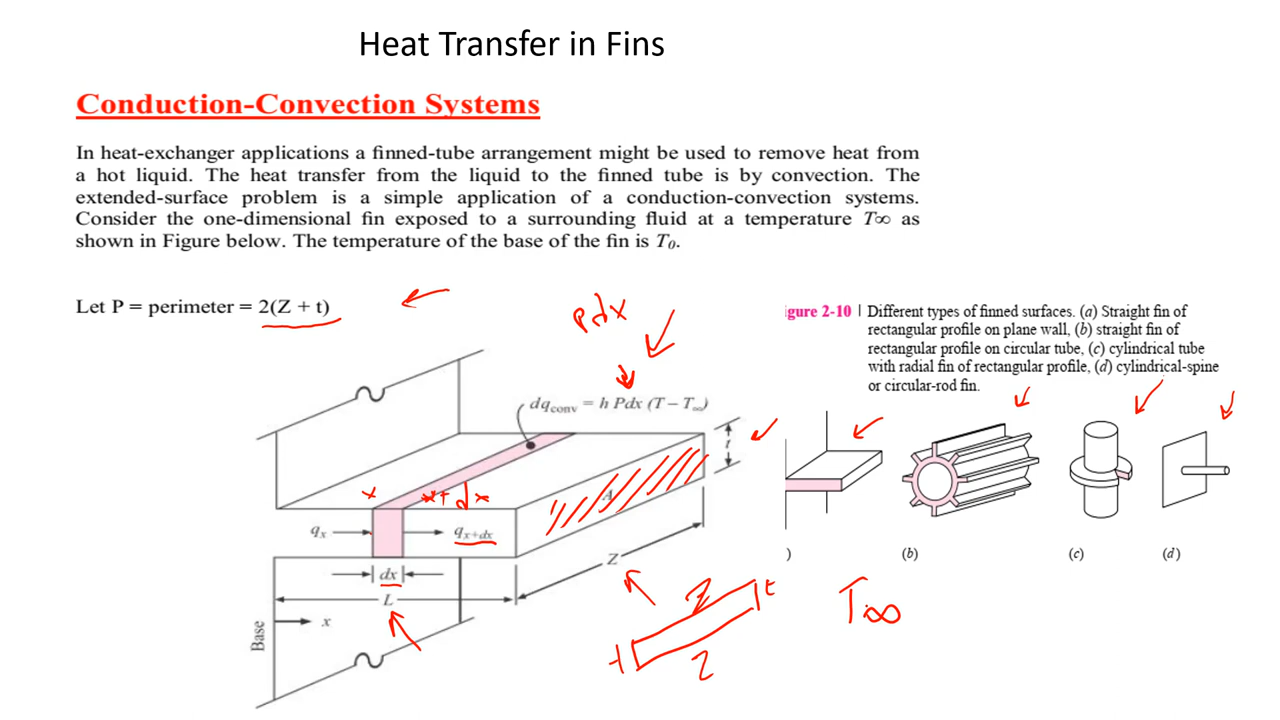 Heat Transfer in Fins
Conduction-Convection Systems
In heat-exchanger applications a finned-tube arrangement might be used to remove heat from
a hot liquid. The heat transfer from the liquid to the finned tube is by convection. The
extended-surface problem is a simple application of a conduction-convection systems.
Consider the one-dimensional fin exposed to a surrounding fluid at a temperature T∞ as
shown in Figure below. The temperature of the base of the fin is T₀.
Let P = perimeter = 2(Z + t)
Pdx
dq_conv = h Pdx (T − T∞)
t
x
x+dx
A
qₓ
qₓ₊dₓ
dx
L
Z
x
Base
Z
t
t
Z
igure 2-10 | Different types of finned surfaces. (a) Straight fin of
rectangular profile on plane wall, (b) straight fin of
rectangular profile on circular tube, (c) cylindrical tube
with radial fin of rectangular profile, (d) cylindrical-spine
or circular-rod fin.
)
(b)
(c)
(d)
T∞